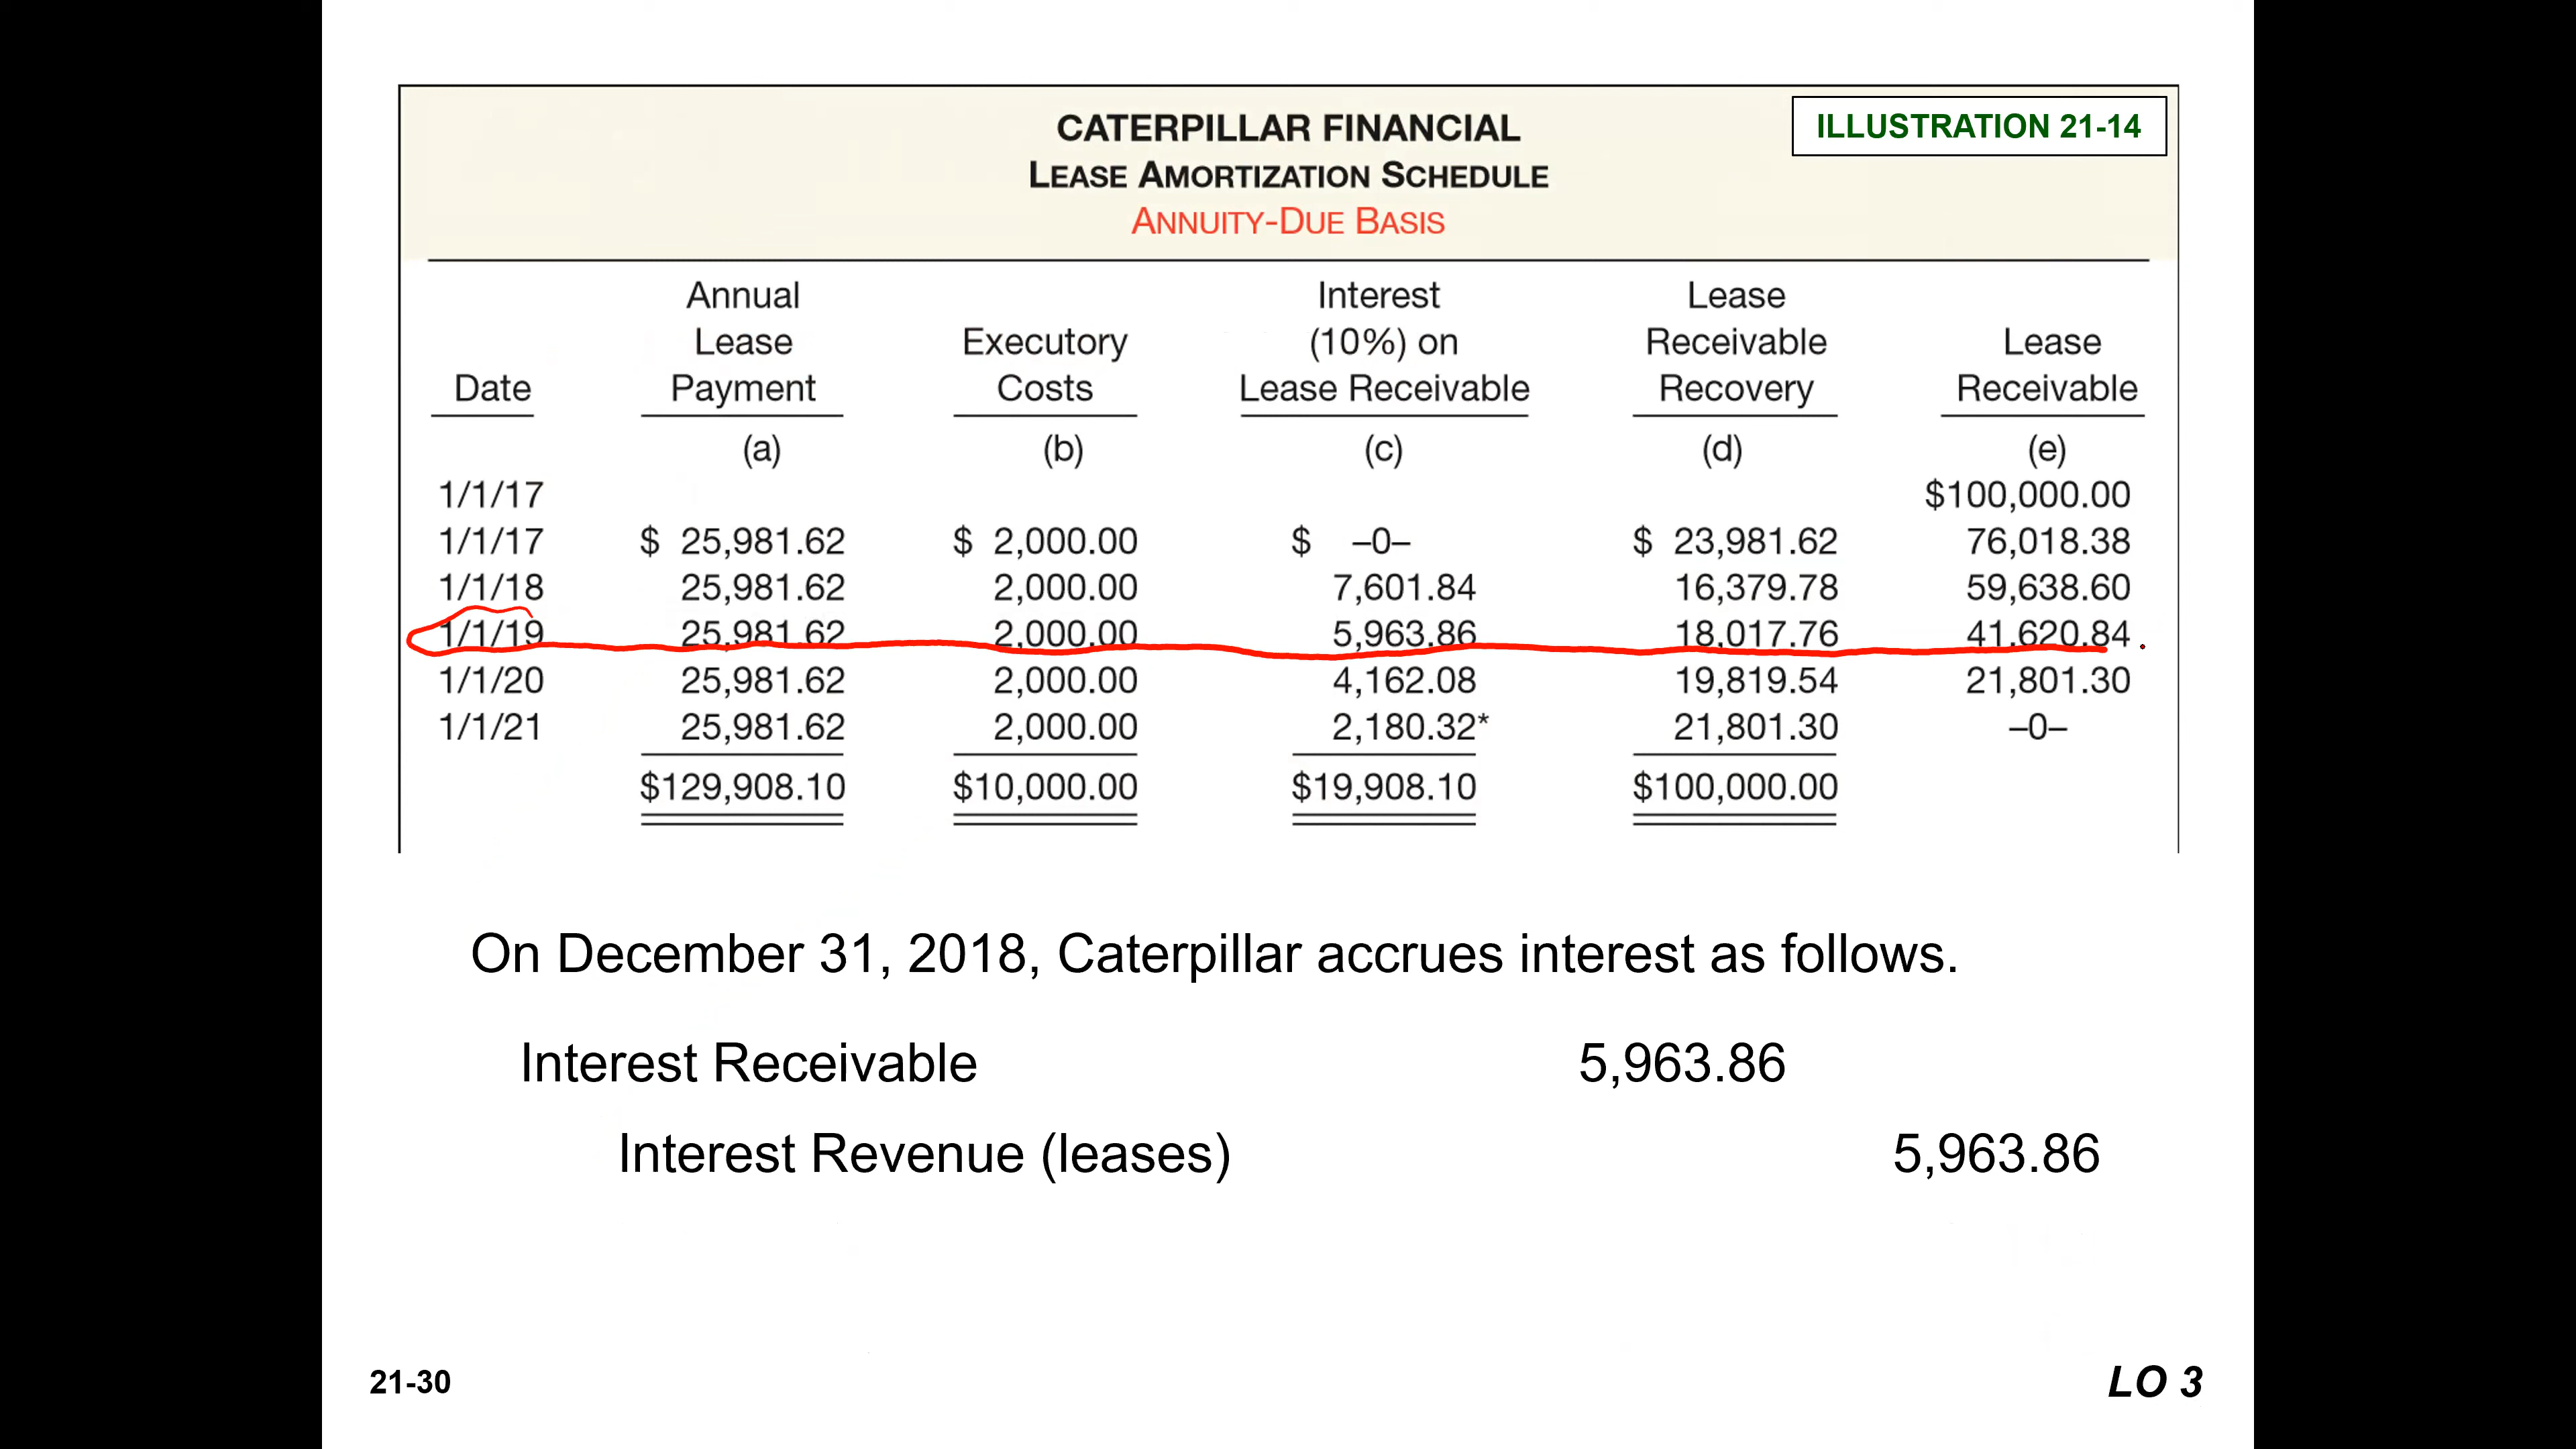 CATERPILLAR FINANCIAL
ILLUSTRATION 21-14
LEASE AMORTIZATION SCHEDULE
ANNUITY-DUE BASIS
Annual Interest Lease
Lease Executory (10%) on Receivable Lease
Date Payment Costs Lease Receivable Recovery Receivable
(a) (b) (c) (d) (e)
1/1/17 $100,000.00
1/1/17 $ 25,981.62 $ 2,000.00 $ –0– $ 23,981.62 76,018.38
1/1/18 25,981.62 2,000.00 7,601.84 16,379.78 59,638.60
1/1/19 25,981.62 2,000.00 5,963.86 18,017.76 41,620.84
1/1/20 25,981.62 2,000.00 4,162.08 19,819.54 21,801.30
1/1/21 25,981.62 2,000.00 2,180.32* 21,801.30 –0–
$129,908.10 $10,000.00 $19,908.10 $100,000.00
On December 31, 2018, Caterpillar accrues interest as follows.
Interest Receivable 5,963.86
Interest Revenue (leases) 5,963.86
21-30 LO 3